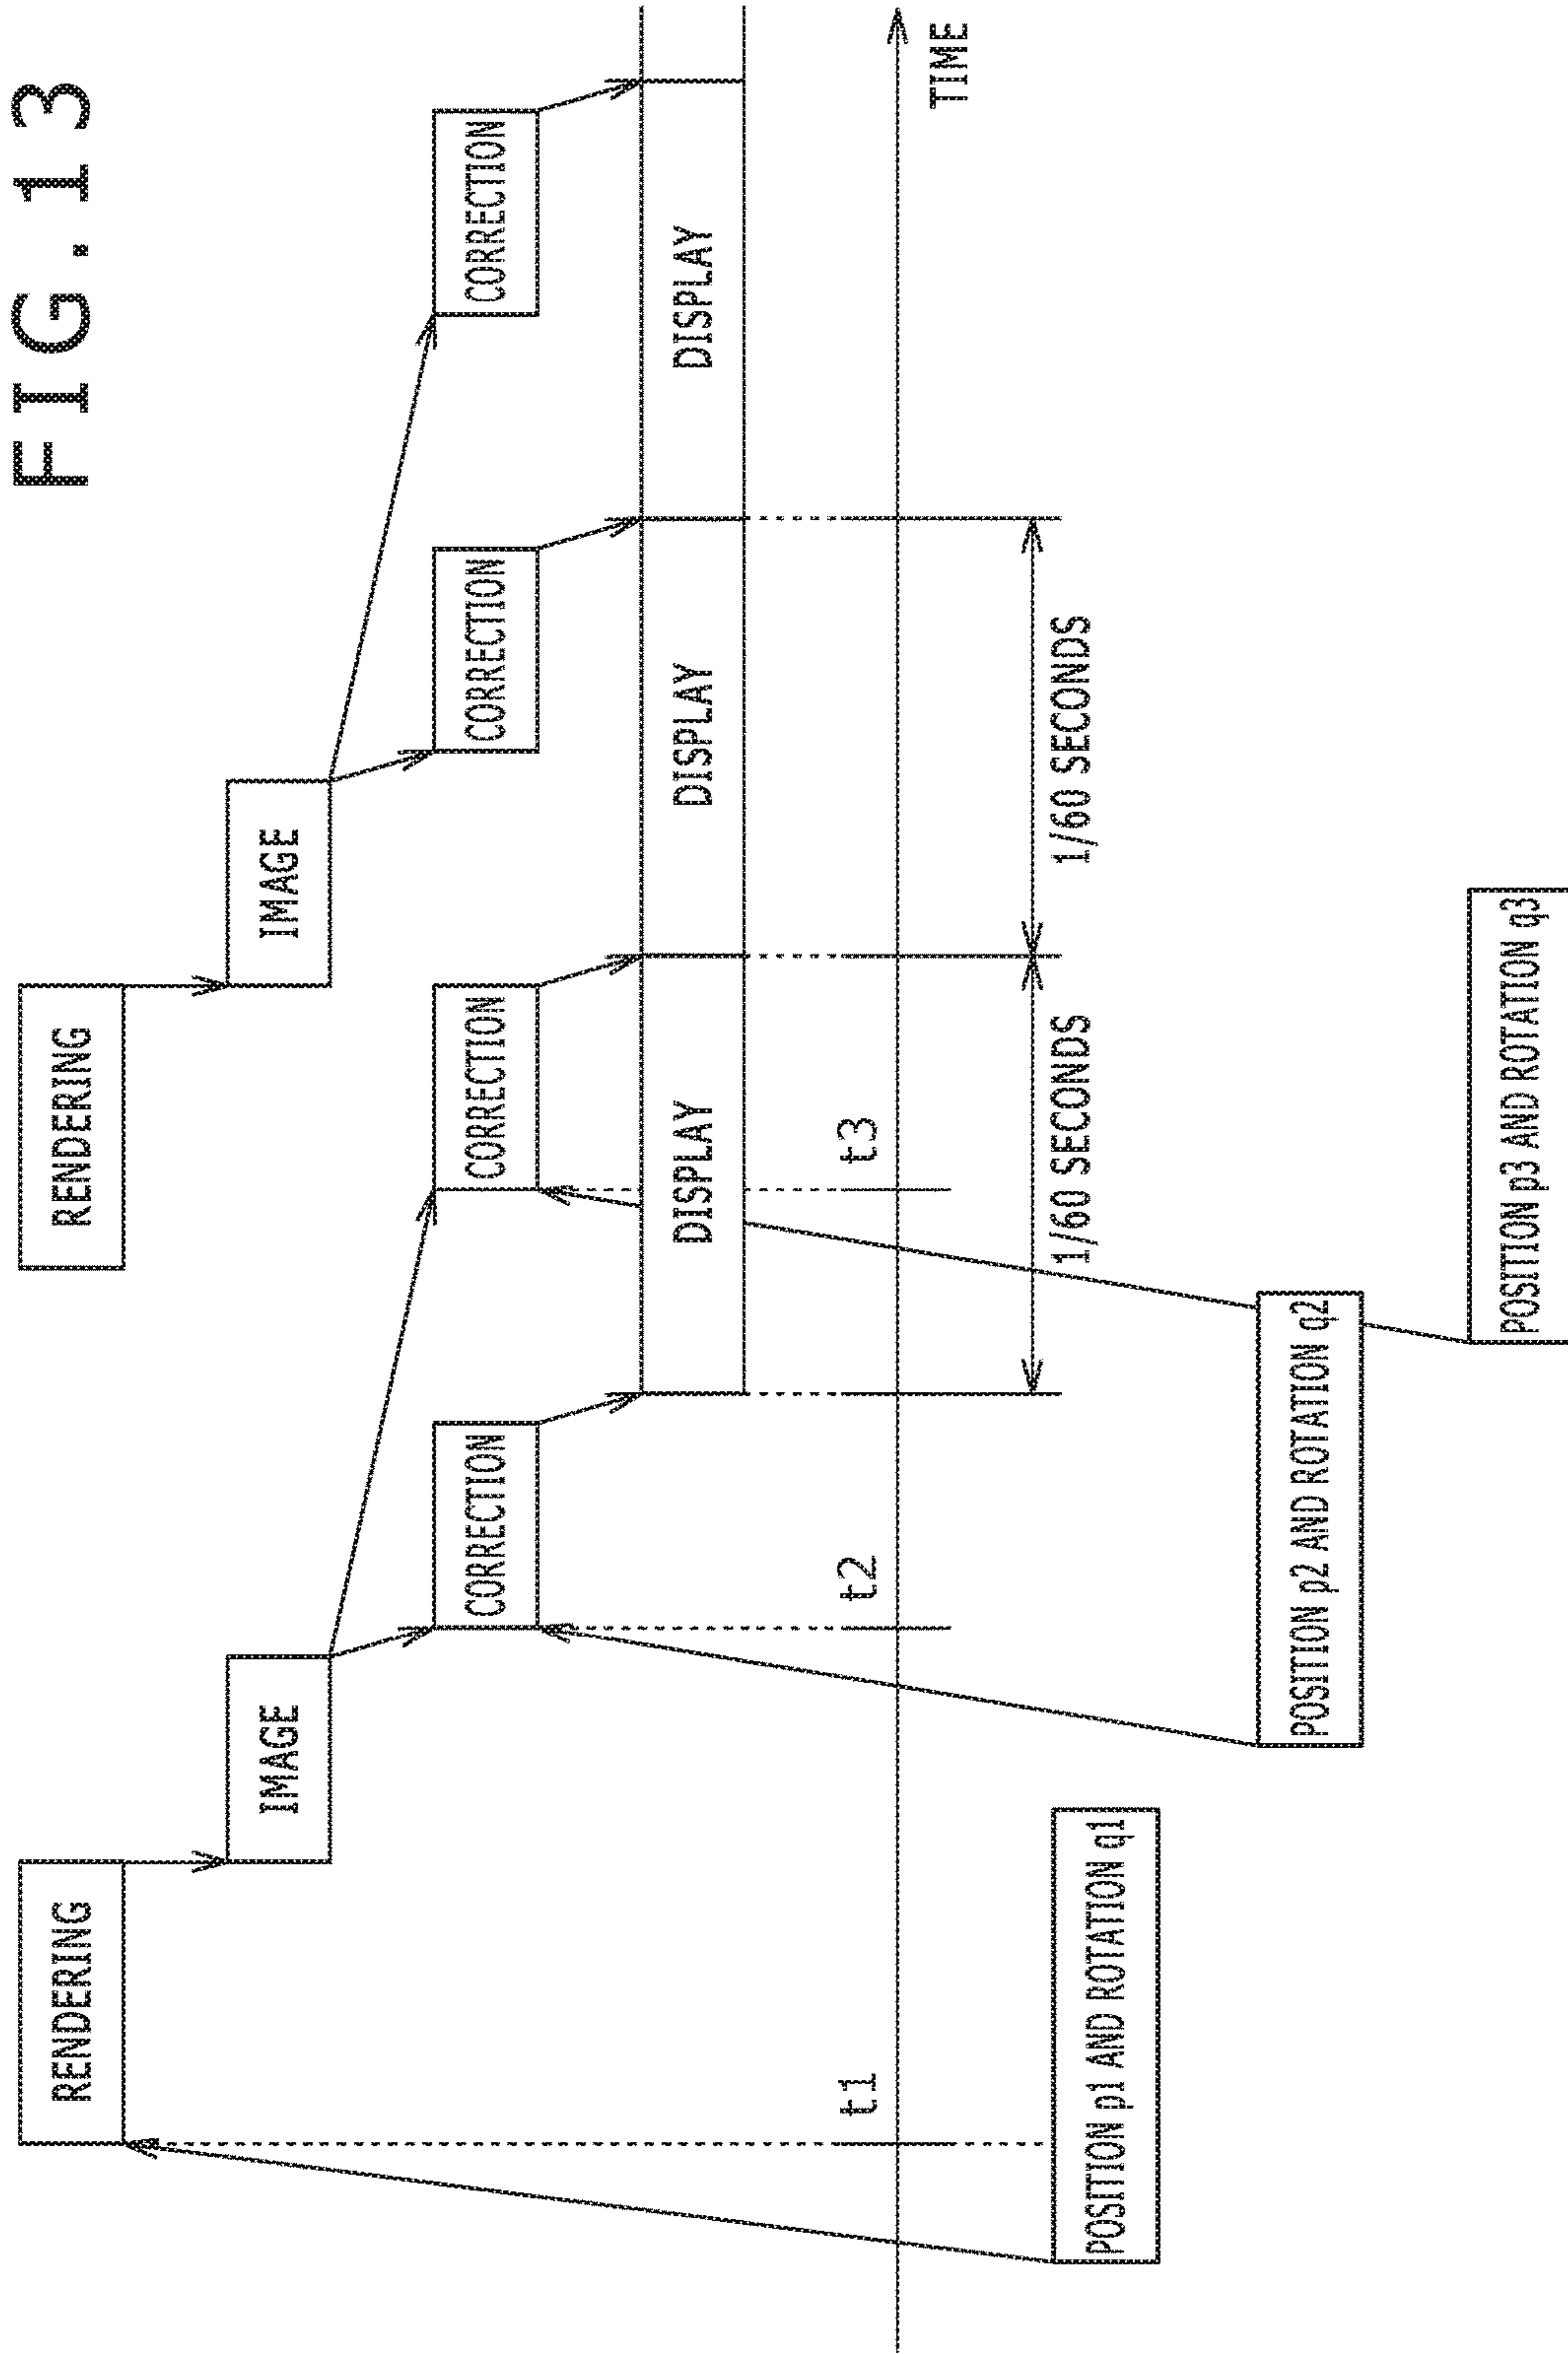 FIG.13
RENDERING
RENDERING
IMAGE
IMAGE
CORRECTION
CORRECTION
CORRECTION
CORRECTION
DISPLAY
DISPLAY
DISPLAY
t1
t2
t3
TIME
1/60 SECONDS
1/60 SECONDS
POSITION p1 AND ROTATION q1
POSITION p2 AND ROTATION q2
POSITION p3 AND ROTATION q3